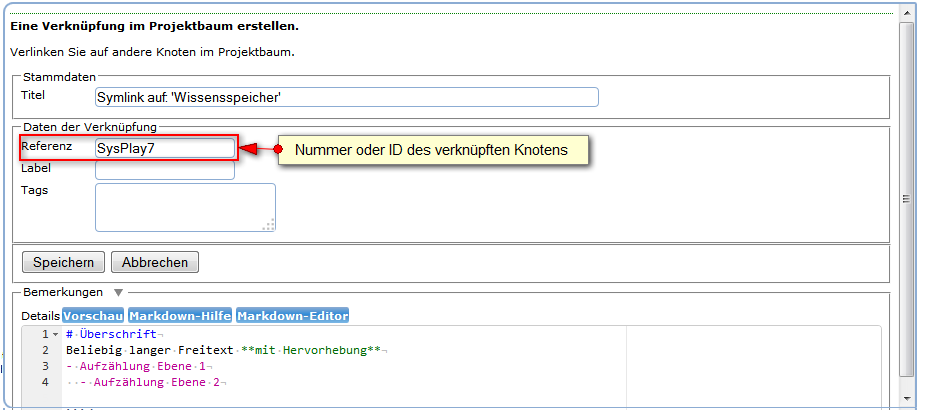 Eine Verknüpfung im Projektbaum erstellen.
Verlinken Sie auf andere Knoten im Projektbaum.
Stammdaten
Titel Symlink auf: 'Wissensspeicher'
Daten der Verknüpfung
Referenz SysPlay7 Nummer oder ID des verknüpften Knotens
Label
Tags
Speichern Abbrechen
Bemerkungen
Details Vorschau Markdown-Hilfe Markdown-Editor
1 # Überschrift
2 Beliebig langer Freitext **mit Hervorhebung**
3 - Aufzählung Ebene 1
4 - Aufzählung Ebene 2